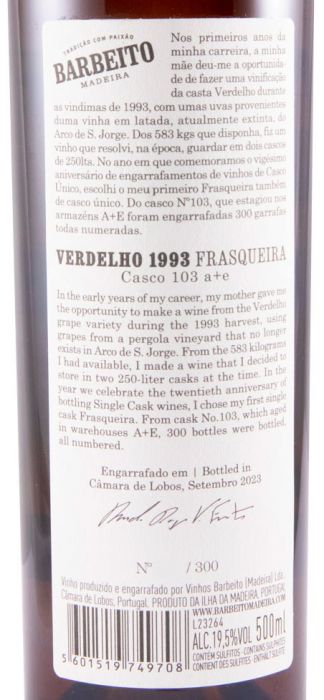 TRADIÇÃO COM PAIXÃO
BARBEITO
MADEIRA
Nos primeiros anos da
minha carreira, a minha
mãe deu-me a oportunida-
de de fazer uma vinificação
da casta Verdelho durante
as vindimas de 1993, com umas uvas provenientes
duma vinha em latada, atualmente extinta, do
Arco de S. Jorge. Dos 583 kgs que disponha, fiz um
vinho que resolvi, na época, guardar em dois cascos
de 250lts. No ano em que comemoramos o vigésimo
aniversário de engarrafamentos de vinhos de Casco
Único, escolhi o meu primeiro Frasqueira também
de casco único. Do casco Nº103, que estagiou nos
armazéns A+E foram engarrafadas 300 garrafas
todas numeradas.
VERDELHO 1993 FRASQUEIRA
Casco 103 a+e
In the early years of my career, my mother gave me
the opportunity to make a wine from the Verdelho
grape variety during the 1993 harvest, using
grapes from a pergola vineyard that no longer
exists in Arco de S. Jorge. From the 583 kilograms
I had available, I made a wine that I decided to
store in two 250-liter casks at the time. In the
year we celebrate the twentieth anniversary of
bottling Single Cask wines, I chose my first single
cask Frasqueira. From cask No.103, which aged
in warehouses A+E, 300 bottles were bottled,
all numbered.
Engarrafado em | Bottled in
Câmara de Lobos, Setembro 2023
Nº / 300
Vinho produzido e engarrafado por Vinhos Barbeito (Madeira) Lda.
Câmara de Lobos, Portugal. PRODUTO DA ILHA DA MADEIRA, PORTUGAL
WWW.BARBEITOMADEIRA.COM
L23264
ALC.19,5%VOL 500ml
CONTÉM SULFITOS - CONTAINS SULPHITES
CONTIENT DES SULFITES - ENTHÄLT SULFITE
5 601519 749708